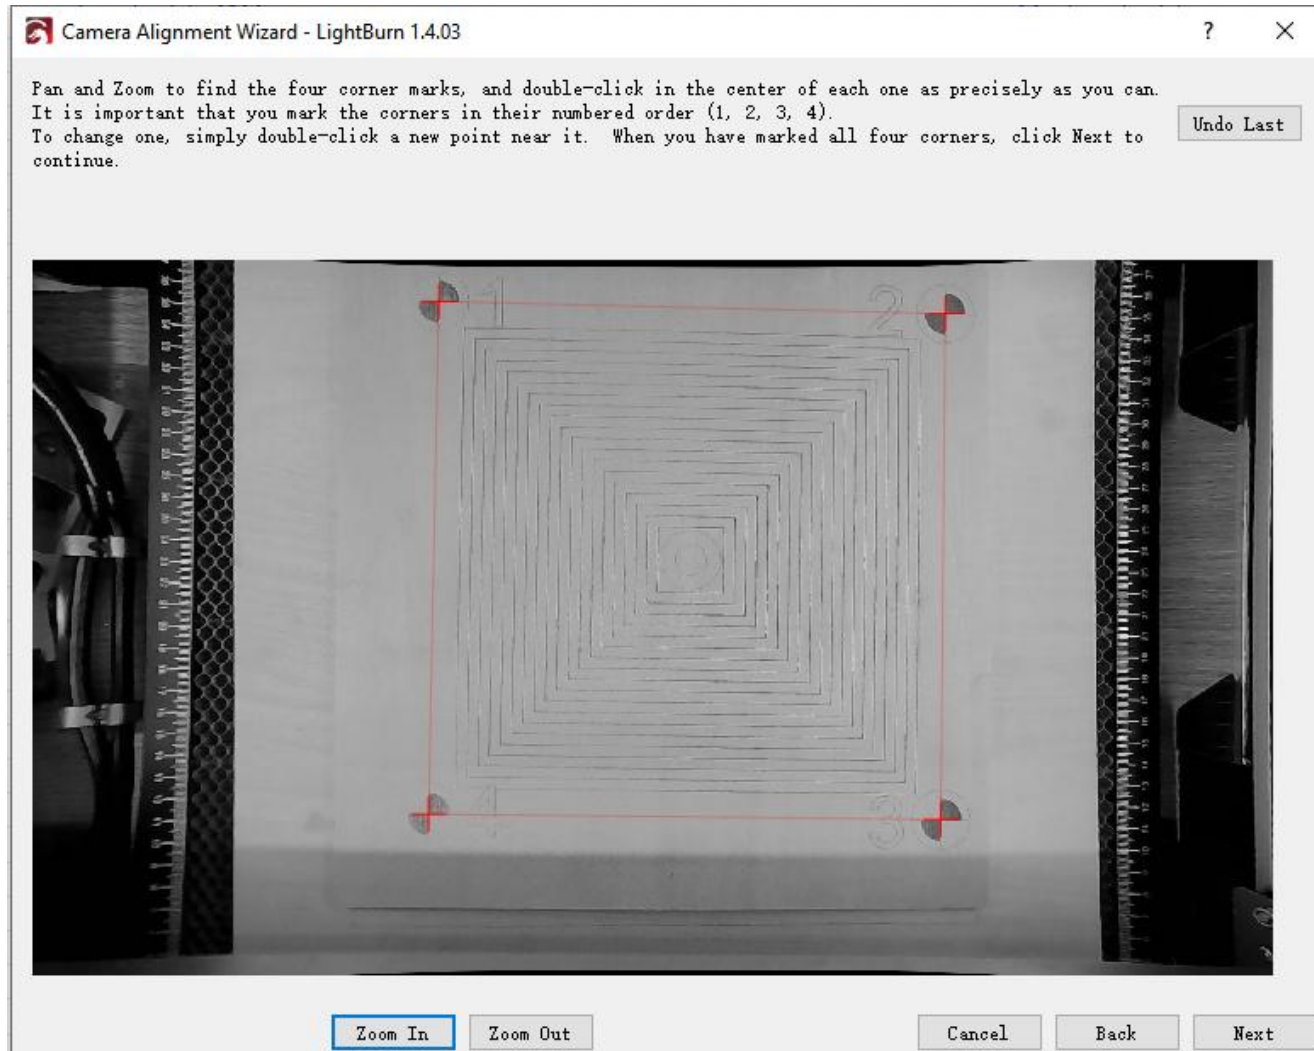 Camera Alignment Wizard - LightBurn 1.4.03
?
Pan and Zoom to find the four corner marks, and double-click in the center of each one as precisely as you can.
It is important that you mark the corners in their numbered order (1, 2, 3, 4).
To change one, simply double-click a new point near it.  When you have marked all four corners, click Next to
continue.
Undo Last
1
2
4
3
Zoom In
Zoom Out
Cancel
Back
Next